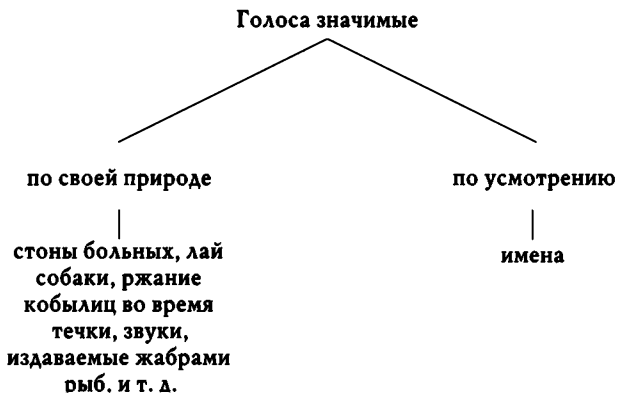 Голоса значимые
по своей природе
по усмотрению
стоны больных, лай
собаки, ржание
кобылиц во время
течки, звуки,
издаваемые жабрами
рыб, и т. д.
имена